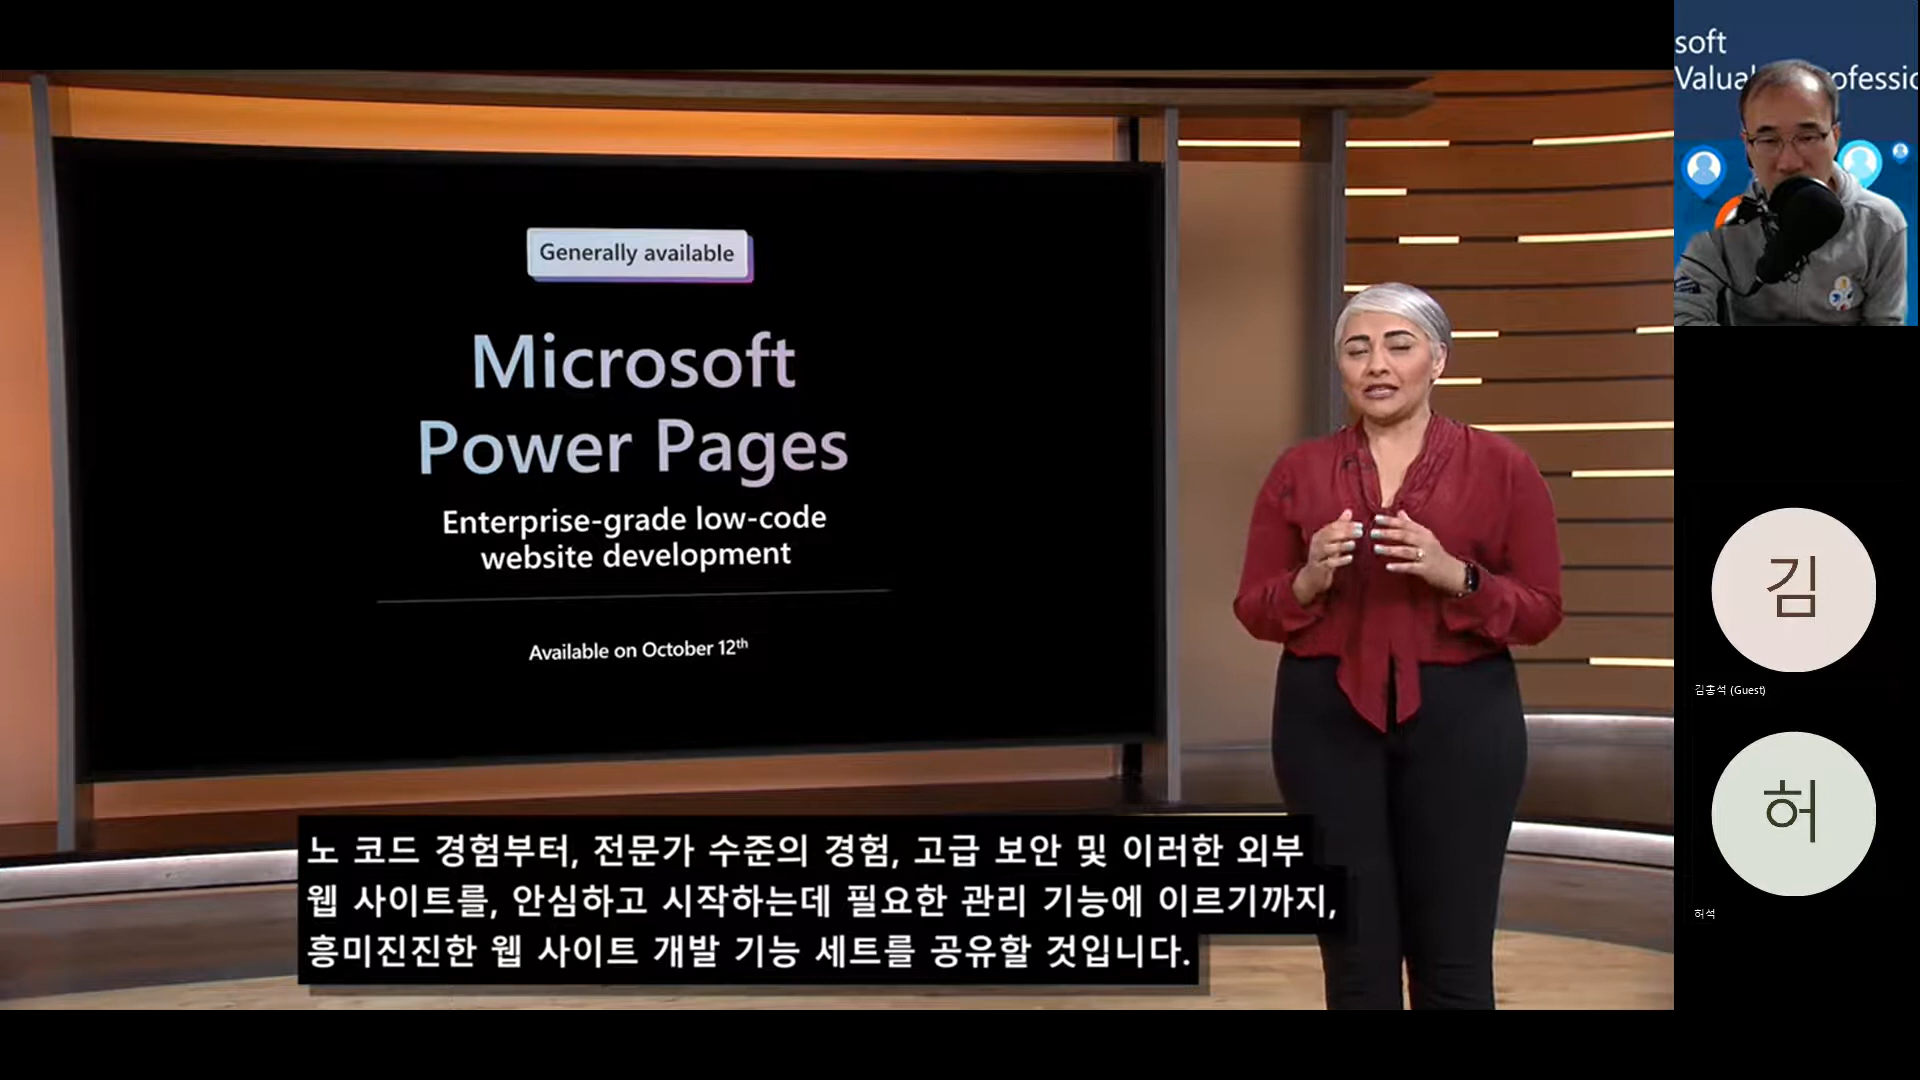 Generally available
Microsoft
Power Pages
Enterprise-grade low-code
website development
Available on October 12th
노 코드 경험부터, 전문가 수준의 경험, 고급 보안 및 이러한 외부
웹 사이트를, 안심하고 시작하는데 필요한 관리 기능에 이르기까지,
흥미진진한 웹 사이트 개발 기능 세트를 공유할 것입니다.
soft
김
김홍석 (Guest)
허
허석